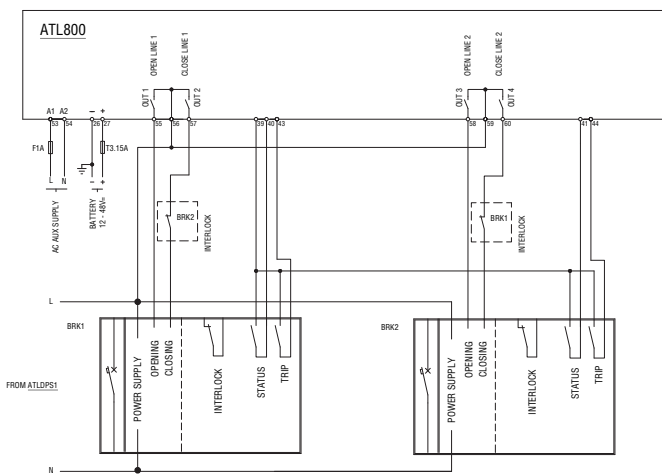 ATL800
OPEN LINE 1
CLOSE LINE 1
OPEN LINE 2
CLOSE LINE 2
OUT 1
OUT 2
OUT 3
OUT 4
A1 A2 – +
53 54 26 27 55 56 57 39 40 43 58 59 60 41 44
F1A
T3.15A
L N – +
AC AUX SUPPLY
BATTERY
12 - 48V=
BRK2
INTERLOCK
BRK1
INTERLOCK
L
BRK1
BRK2
FROM ATLDPS1
POWER SUPPLY
OPENING
CLOSING
INTERLOCK
STATUS
TRIP
POWER SUPPLY
OPENING
CLOSING
INTERLOCK
STATUS
TRIP
N